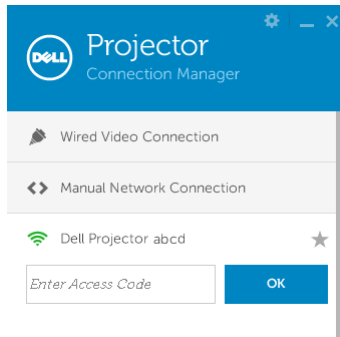 DELL
Projector
Connection Manager
Wired Video Connection
Manual Network Connection
Dell Projector abcd
Enter Access Code
OK